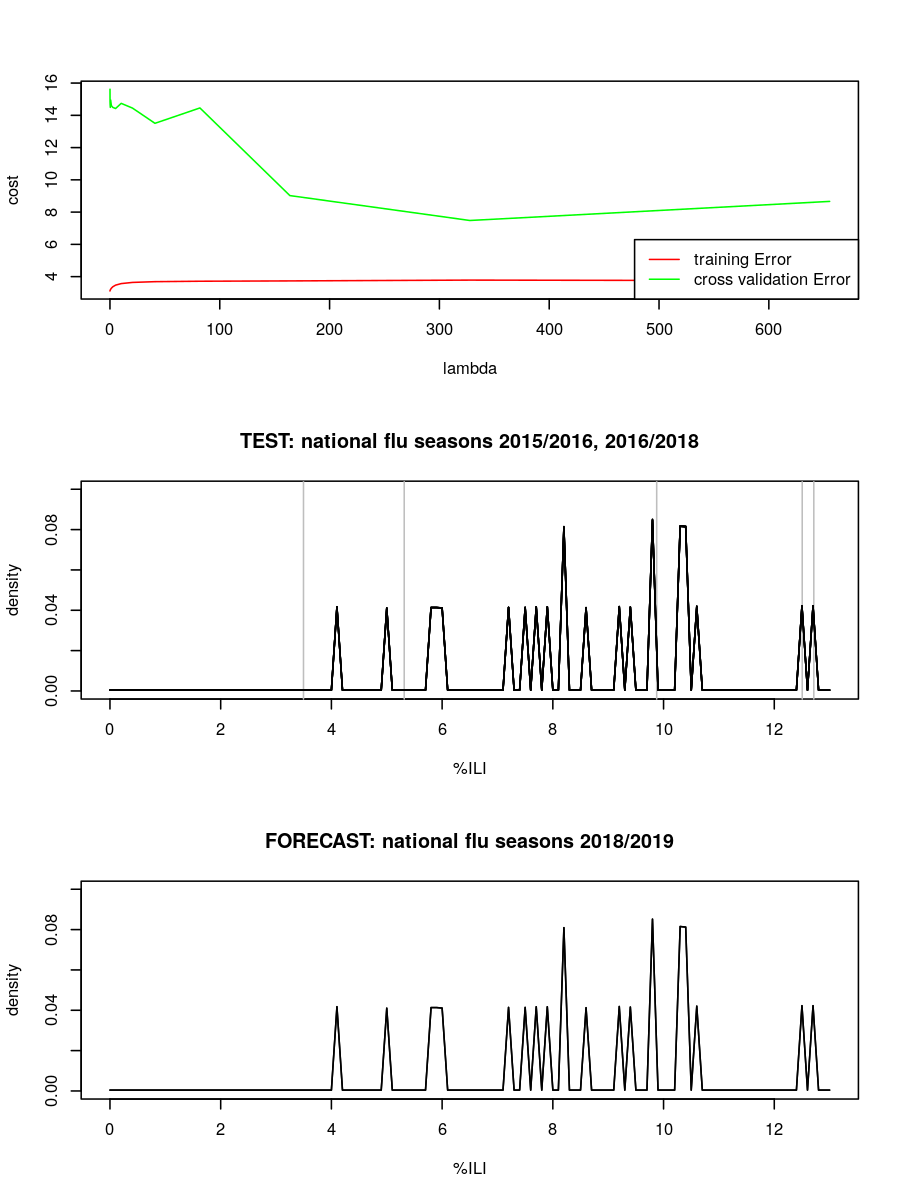 16
14
12
10
8
6
4
cost
training Error
cross validation Error
0 100 200 300 400 500 600
lambda
TEST: national flu seasons 2015/2016, 2016/2018
0.08
0.04
0.00
density
0 2 4 6 8 10 12
%ILI
FORECAST: national flu seasons 2018/2019
0.08
0.04
0.00
density
0 2 4 6 8 10 12
%ILI